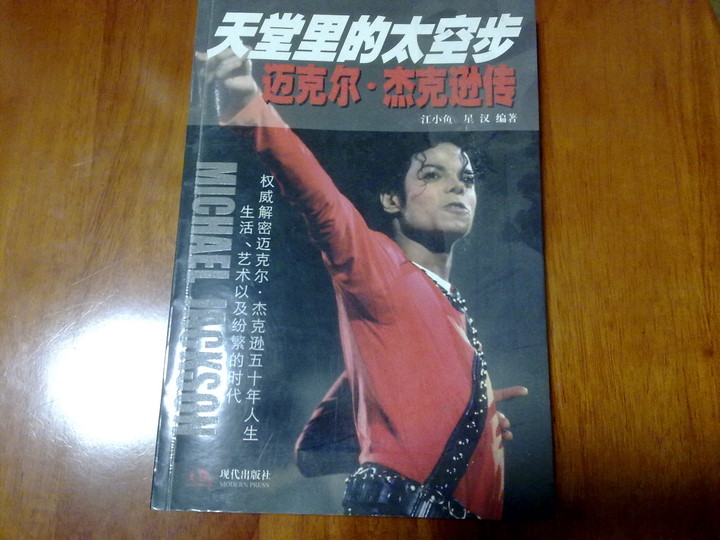 天堂里的太空步
迈克尔·杰克逊传
江小鱼 星汉 编著
MICHAEL JACKSON
权威解密迈克尔·杰克逊五十年人生
生活、艺术以及纷繁的时代
现代出版社
MODERN PRESS